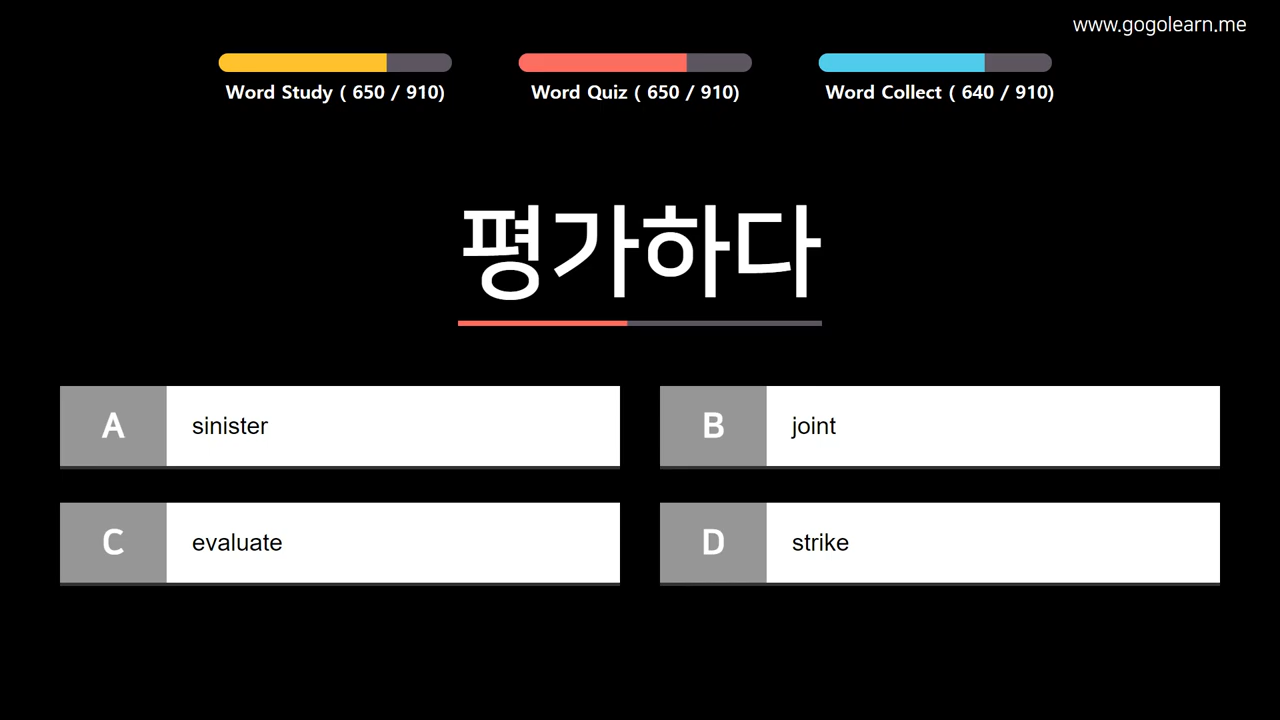 www.gogolearn.me
Word Study ( 650 / 910)
Word Quiz ( 650 / 910)
Word Collect ( 640 / 910)
평가하다
A sinister
B joint
C evaluate
D strike